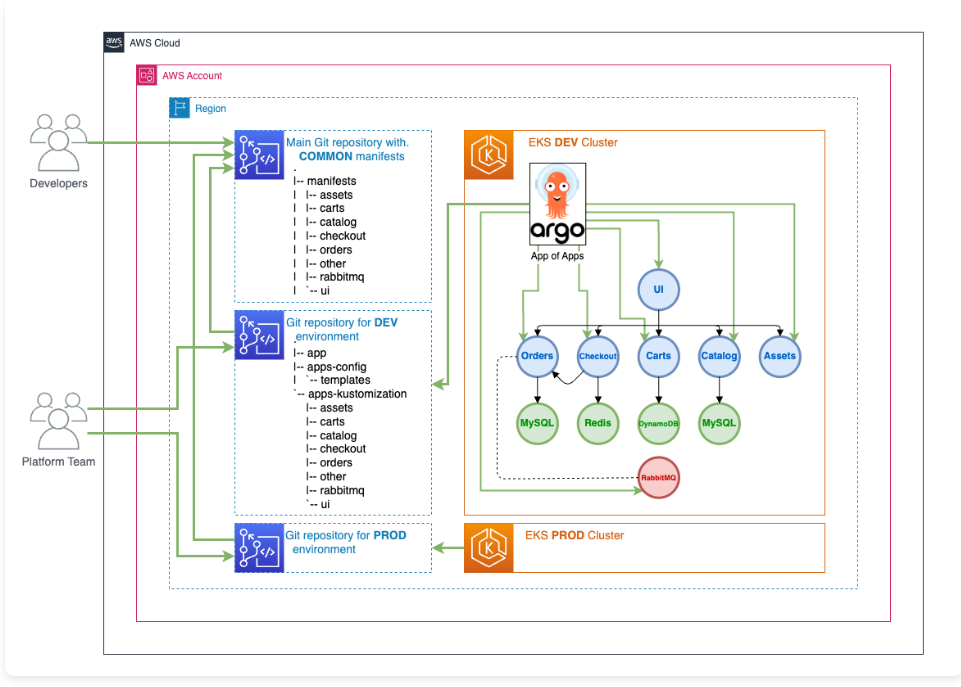 aws
AWS Cloud
AWS Account
Region
Developers
Main Git repository with.
COMMON manifests
.
|-- manifests
|   |-- assets
|   |-- carts
|   |-- catalog
|   |-- checkout
|   |-- orders
|   |-- other
|   |-- rabbitmq
|   `-- ui
Git repository for DEV
environment
.
|-- app
|-- apps-config
|   `-- templates
`-- apps-kustomization
|-- assets
|-- carts
|-- catalog
|-- checkout
|-- orders
|-- other
|-- rabbitmq
`-- ui
Platform Team
Git repository for PROD
environment
EKS DEV Cluster
argo
App of Apps
UI
Orders
Checkout
Carts
Catalog
Assets
MySQL
Redis
DynamoDB
MySQL
RabbitMQ
EKS PROD Cluster